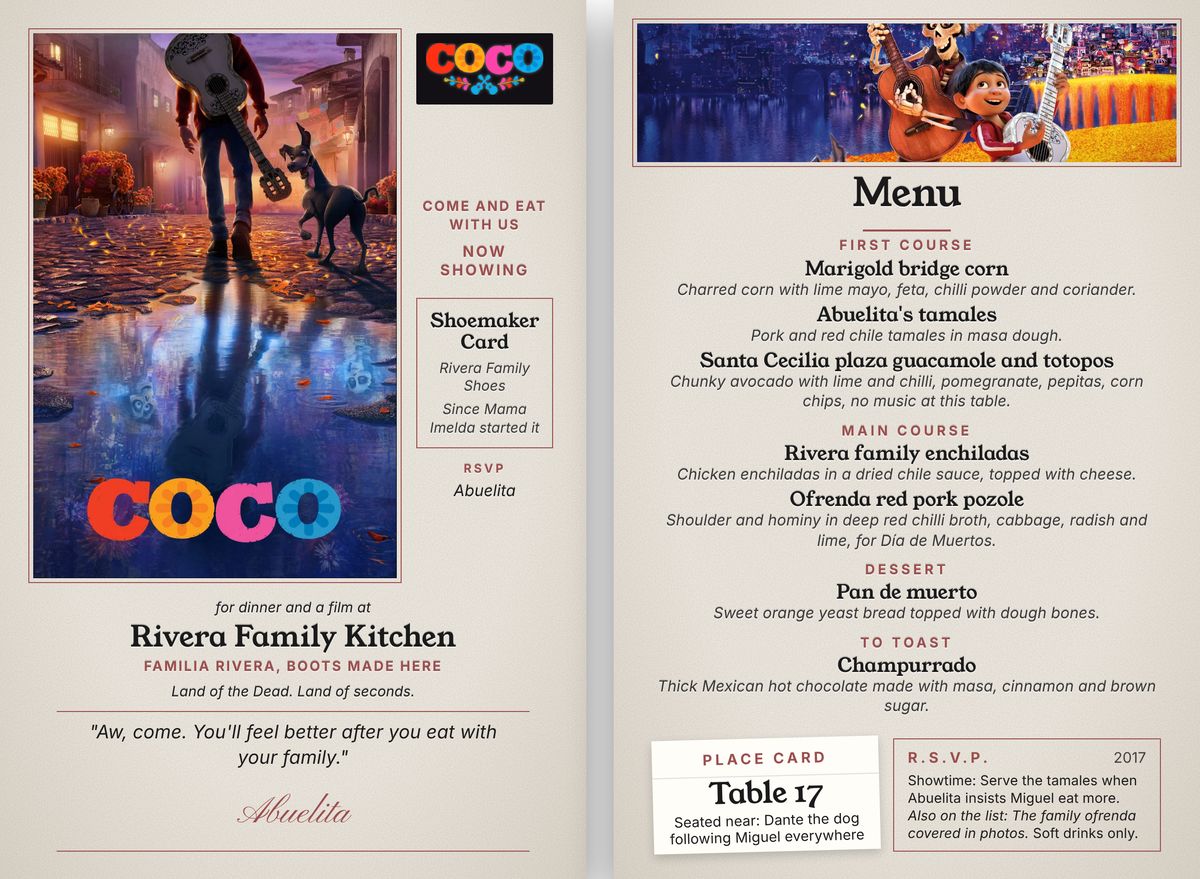 COCO
COME AND EAT
WITH US
NOW
SHOWING
Shoemaker
Card
Rivera Family
Shoes
Since Mama
Imelda started it
RSVP
Abuelita
COCO
for dinner and a film at
Rivera Family Kitchen
FAMILIA RIVERA, BOOTS MADE HERE
Land of the Dead. Land of seconds.
"Aw, come. You'll feel better after you eat with
your family."
Abuelita
Menu
FIRST COURSE
Marigold bridge corn
Charred corn with lime mayo, feta, chilli powder and coriander.
Abuelita's tamales
Pork and red chile tamales in masa dough.
Santa Cecilia plaza guacamole and totopos
Chunky avocado with lime and chilli, pomegranate, pepitas, corn
chips, no music at this table.
MAIN COURSE
Rivera family enchiladas
Chicken enchiladas in a dried chile sauce, topped with cheese.
Ofrenda red pork pozole
Shoulder and hominy in deep red chilli broth, cabbage, radish and
lime, for Día de Muertos.
DESSERT
Pan de muerto
Sweet orange yeast bread topped with dough bones.
TO TOAST
Champurrado
Thick Mexican hot chocolate made with masa, cinnamon and brown
sugar.
PLACE CARD
Table 17
Seated near: Dante the dog
following Miguel everywhere
R.S.V.P. 2017
Showtime: Serve the tamales when
Abuelita insists Miguel eat more.
Also on the list: The family ofrenda
covered in photos. Soft drinks only.